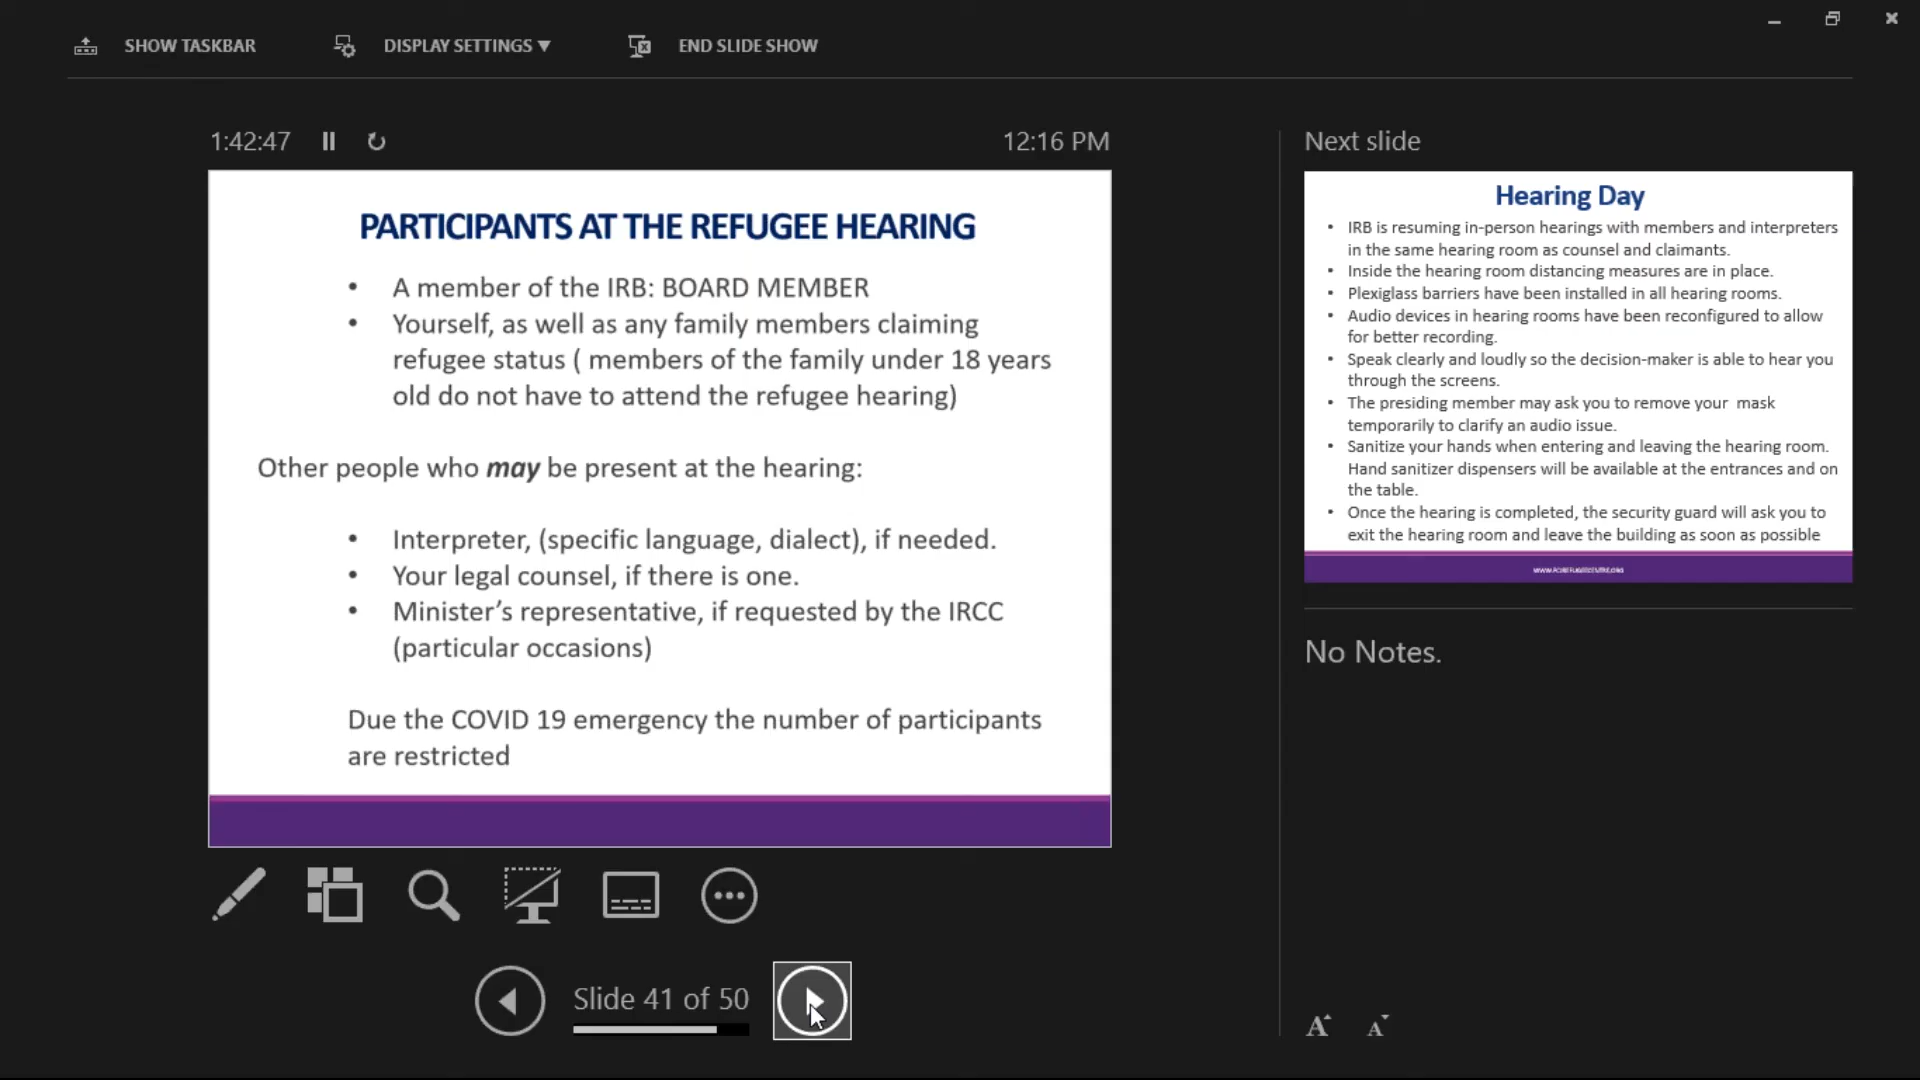 SHOW TASKBAR
DISPLAY SETTINGS ▼
END SLIDE SHOW
1:42:47
12:16 PM
PARTICIPANTS AT THE REFUGEE HEARING
• A member of the IRB: BOARD MEMBER
• Yourself, as well as any family members claiming
refugee status ( members of the family under 18 years
old do not have to attend the refugee hearing)
Other people who may be present at the hearing:
• Interpreter, (specific language, dialect), if needed.
• Your legal counsel, if there is one.
• Minister’s representative, if requested by the IRCC
(particular occasions)
Due the COVID 19 emergency the number of participants
are restricted
Slide 41 of 50
Next slide
Hearing Day
• IRB is resuming in-person hearings with members and interpreters
in the same hearing room as counsel and claimants.
• Inside the hearing room distancing measures are in place.
• Plexiglass barriers have been installed in all hearing rooms.
• Audio devices in hearing rooms have been reconfigured to allow
for better recording.
• Speak clearly and loudly so the decision-maker is able to hear you
through the screens.
• The presiding member may ask you to remove your mask
temporarily to clarify an audio issue.
• Sanitize your hands when entering and leaving the hearing room.
Hand sanitizer dispensers will be available at the entrances and on
the table.
• Once the hearing is completed, the security guard will ask you to
exit the hearing room and leave the building as soon as possible
No Notes.
A A